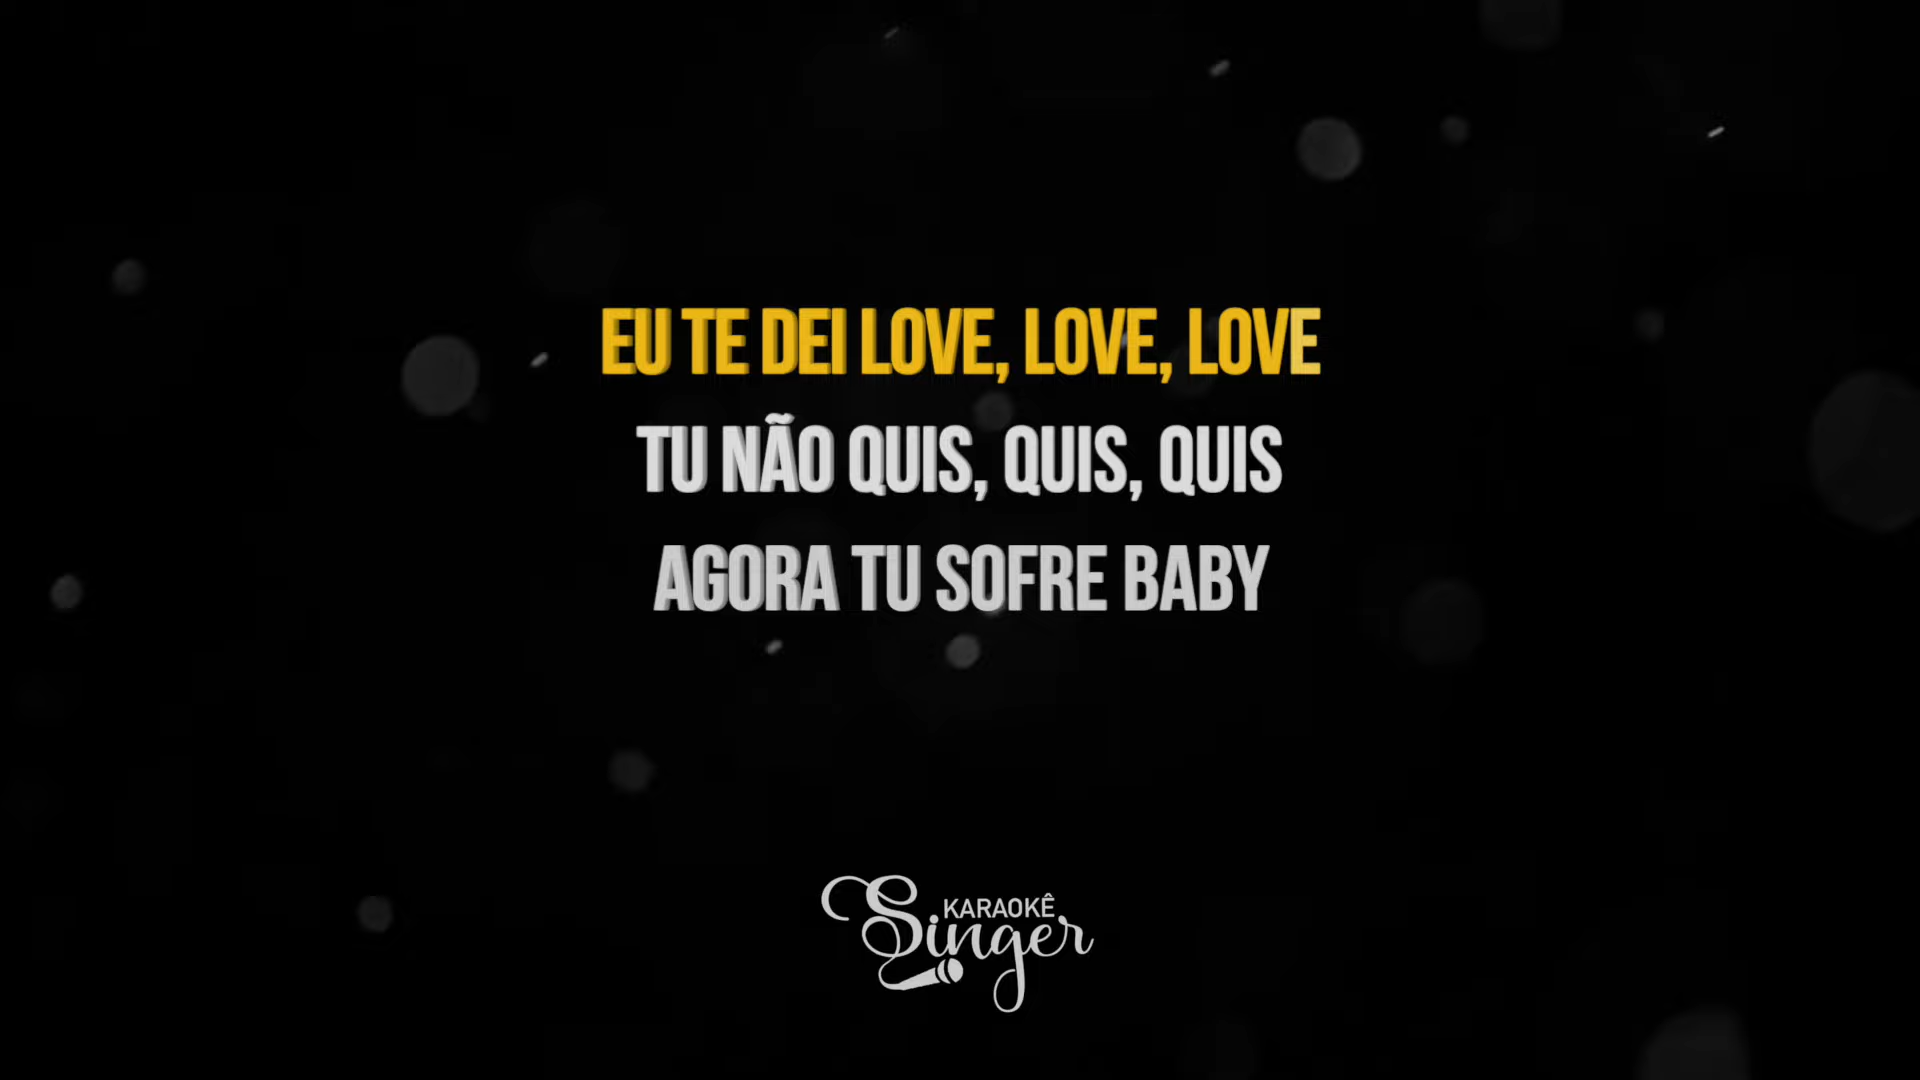 EU TE DEI LOVE, LOVE, LOVE
TU NÃO QUIS, QUIS, QUIS
AGORA TU SOFRE BABY
KARAOKÊ
Singer